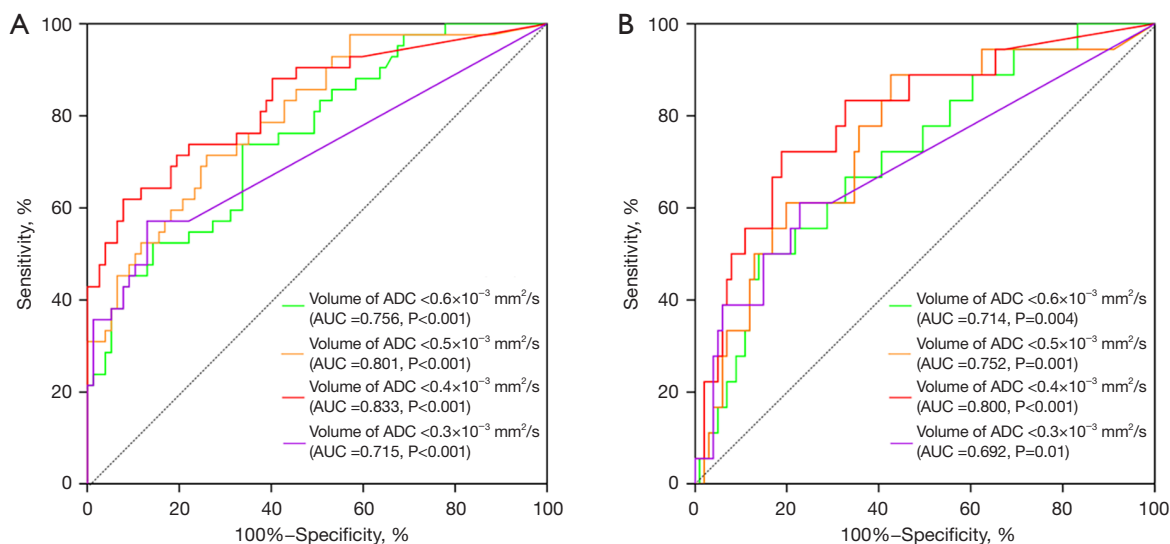 A
100
80
60
40
20
0
Sensitivity, %
0 20 40 60 80 100
100%−Specificity, %
Volume of ADC <0.6×10⁻³ mm²/s
(AUC =0.756, P<0.001)
Volume of ADC <0.5×10⁻³ mm²/s
(AUC =0.801, P<0.001)
Volume of ADC <0.4×10⁻³ mm²/s
(AUC =0.833, P<0.001)
Volume of ADC <0.3×10⁻³ mm²/s
(AUC =0.715, P<0.001)
B
100
80
60
40
20
0
Sensitivity, %
0 20 40 60 80 100
100%−Specificity, %
Volume of ADC <0.6×10⁻³ mm²/s
(AUC =0.714, P=0.004)
Volume of ADC <0.5×10⁻³ mm²/s
(AUC =0.752, P=0.001)
Volume of ADC <0.4×10⁻³ mm²/s
(AUC =0.800, P<0.001)
Volume of ADC <0.3×10⁻³ mm²/s
(AUC =0.692, P=0.01)